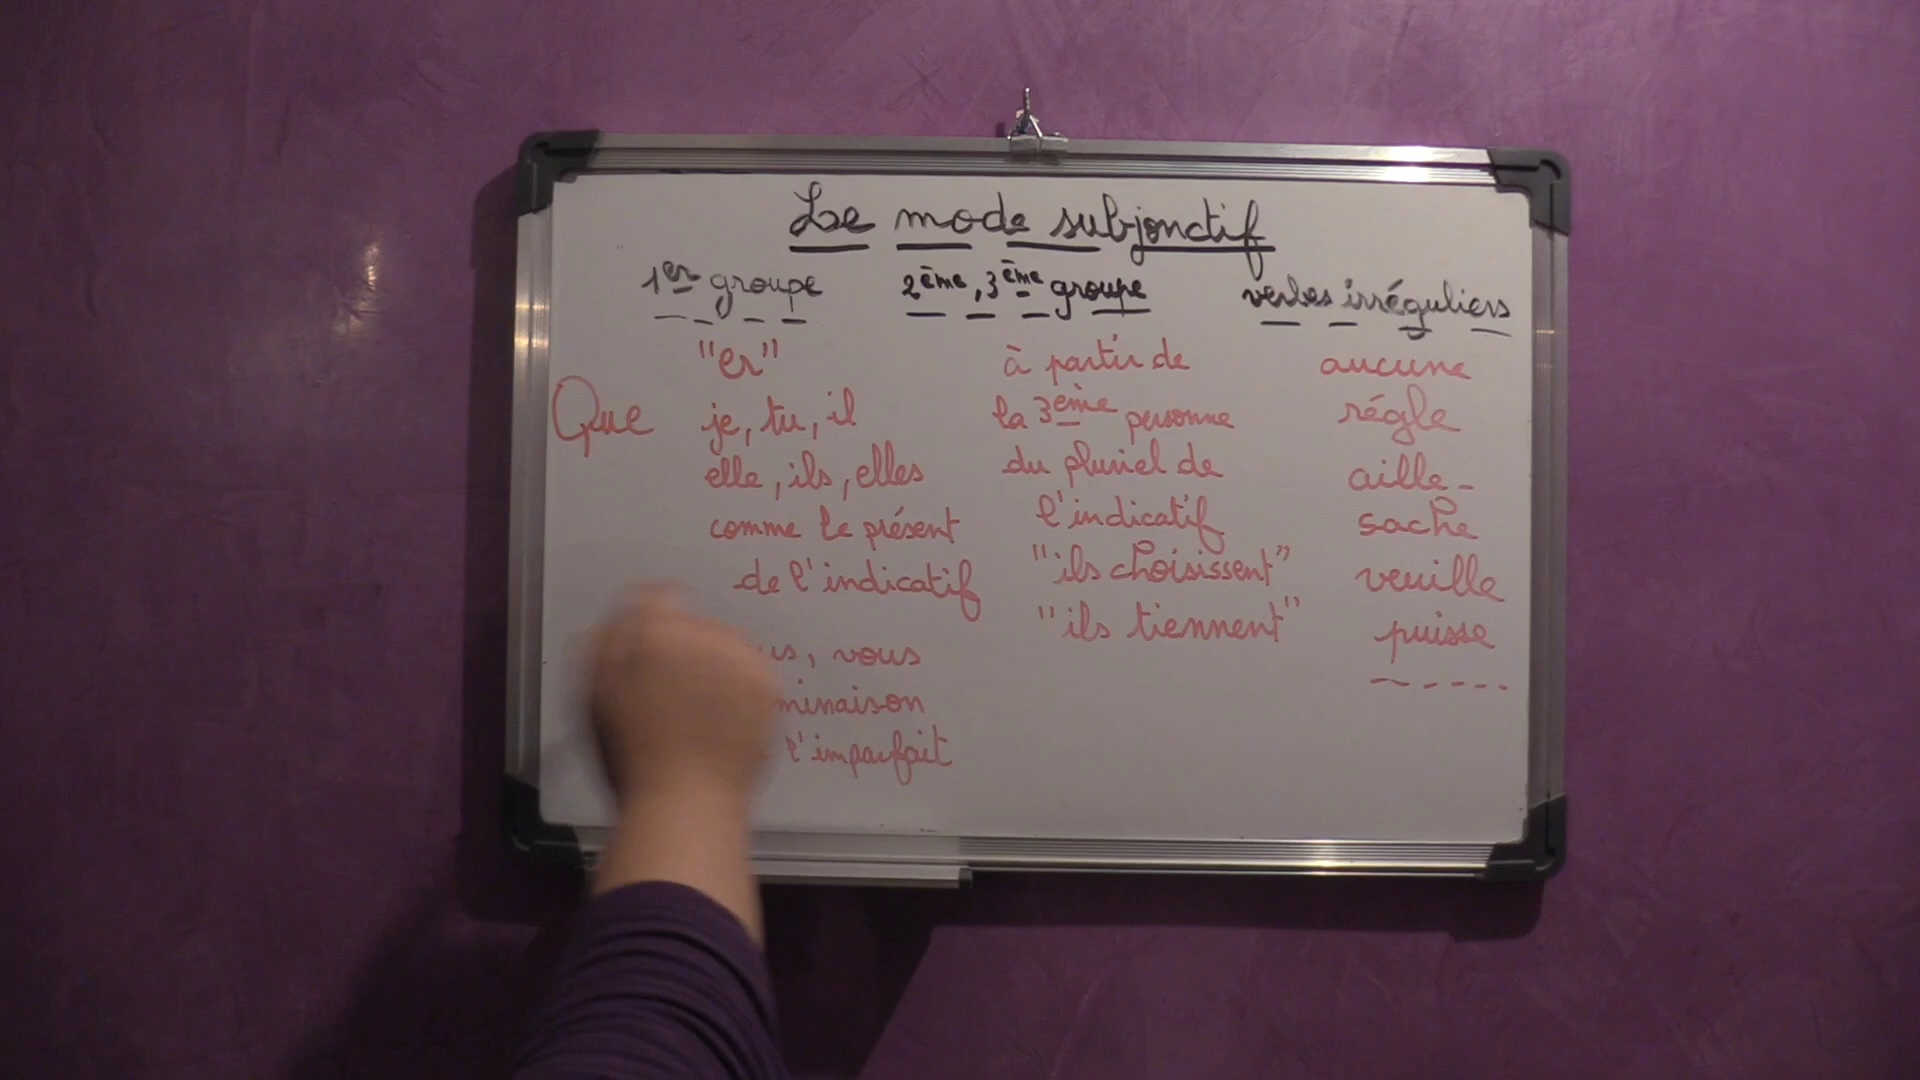 Le mode subjonctif
1er groupe
"er"
Que je, tu, il
elle, ils, elles
comme le présent
de l'indicatif
vous
l'imparfait
2ème, 3ème groupe
à partir de
la 3ème personne
du pluriel de
l'indicatif
"ils choisissent"
"ils tiennent"
verbes irréguliers
aucune
régle
aille -
sache
veuille
puisse